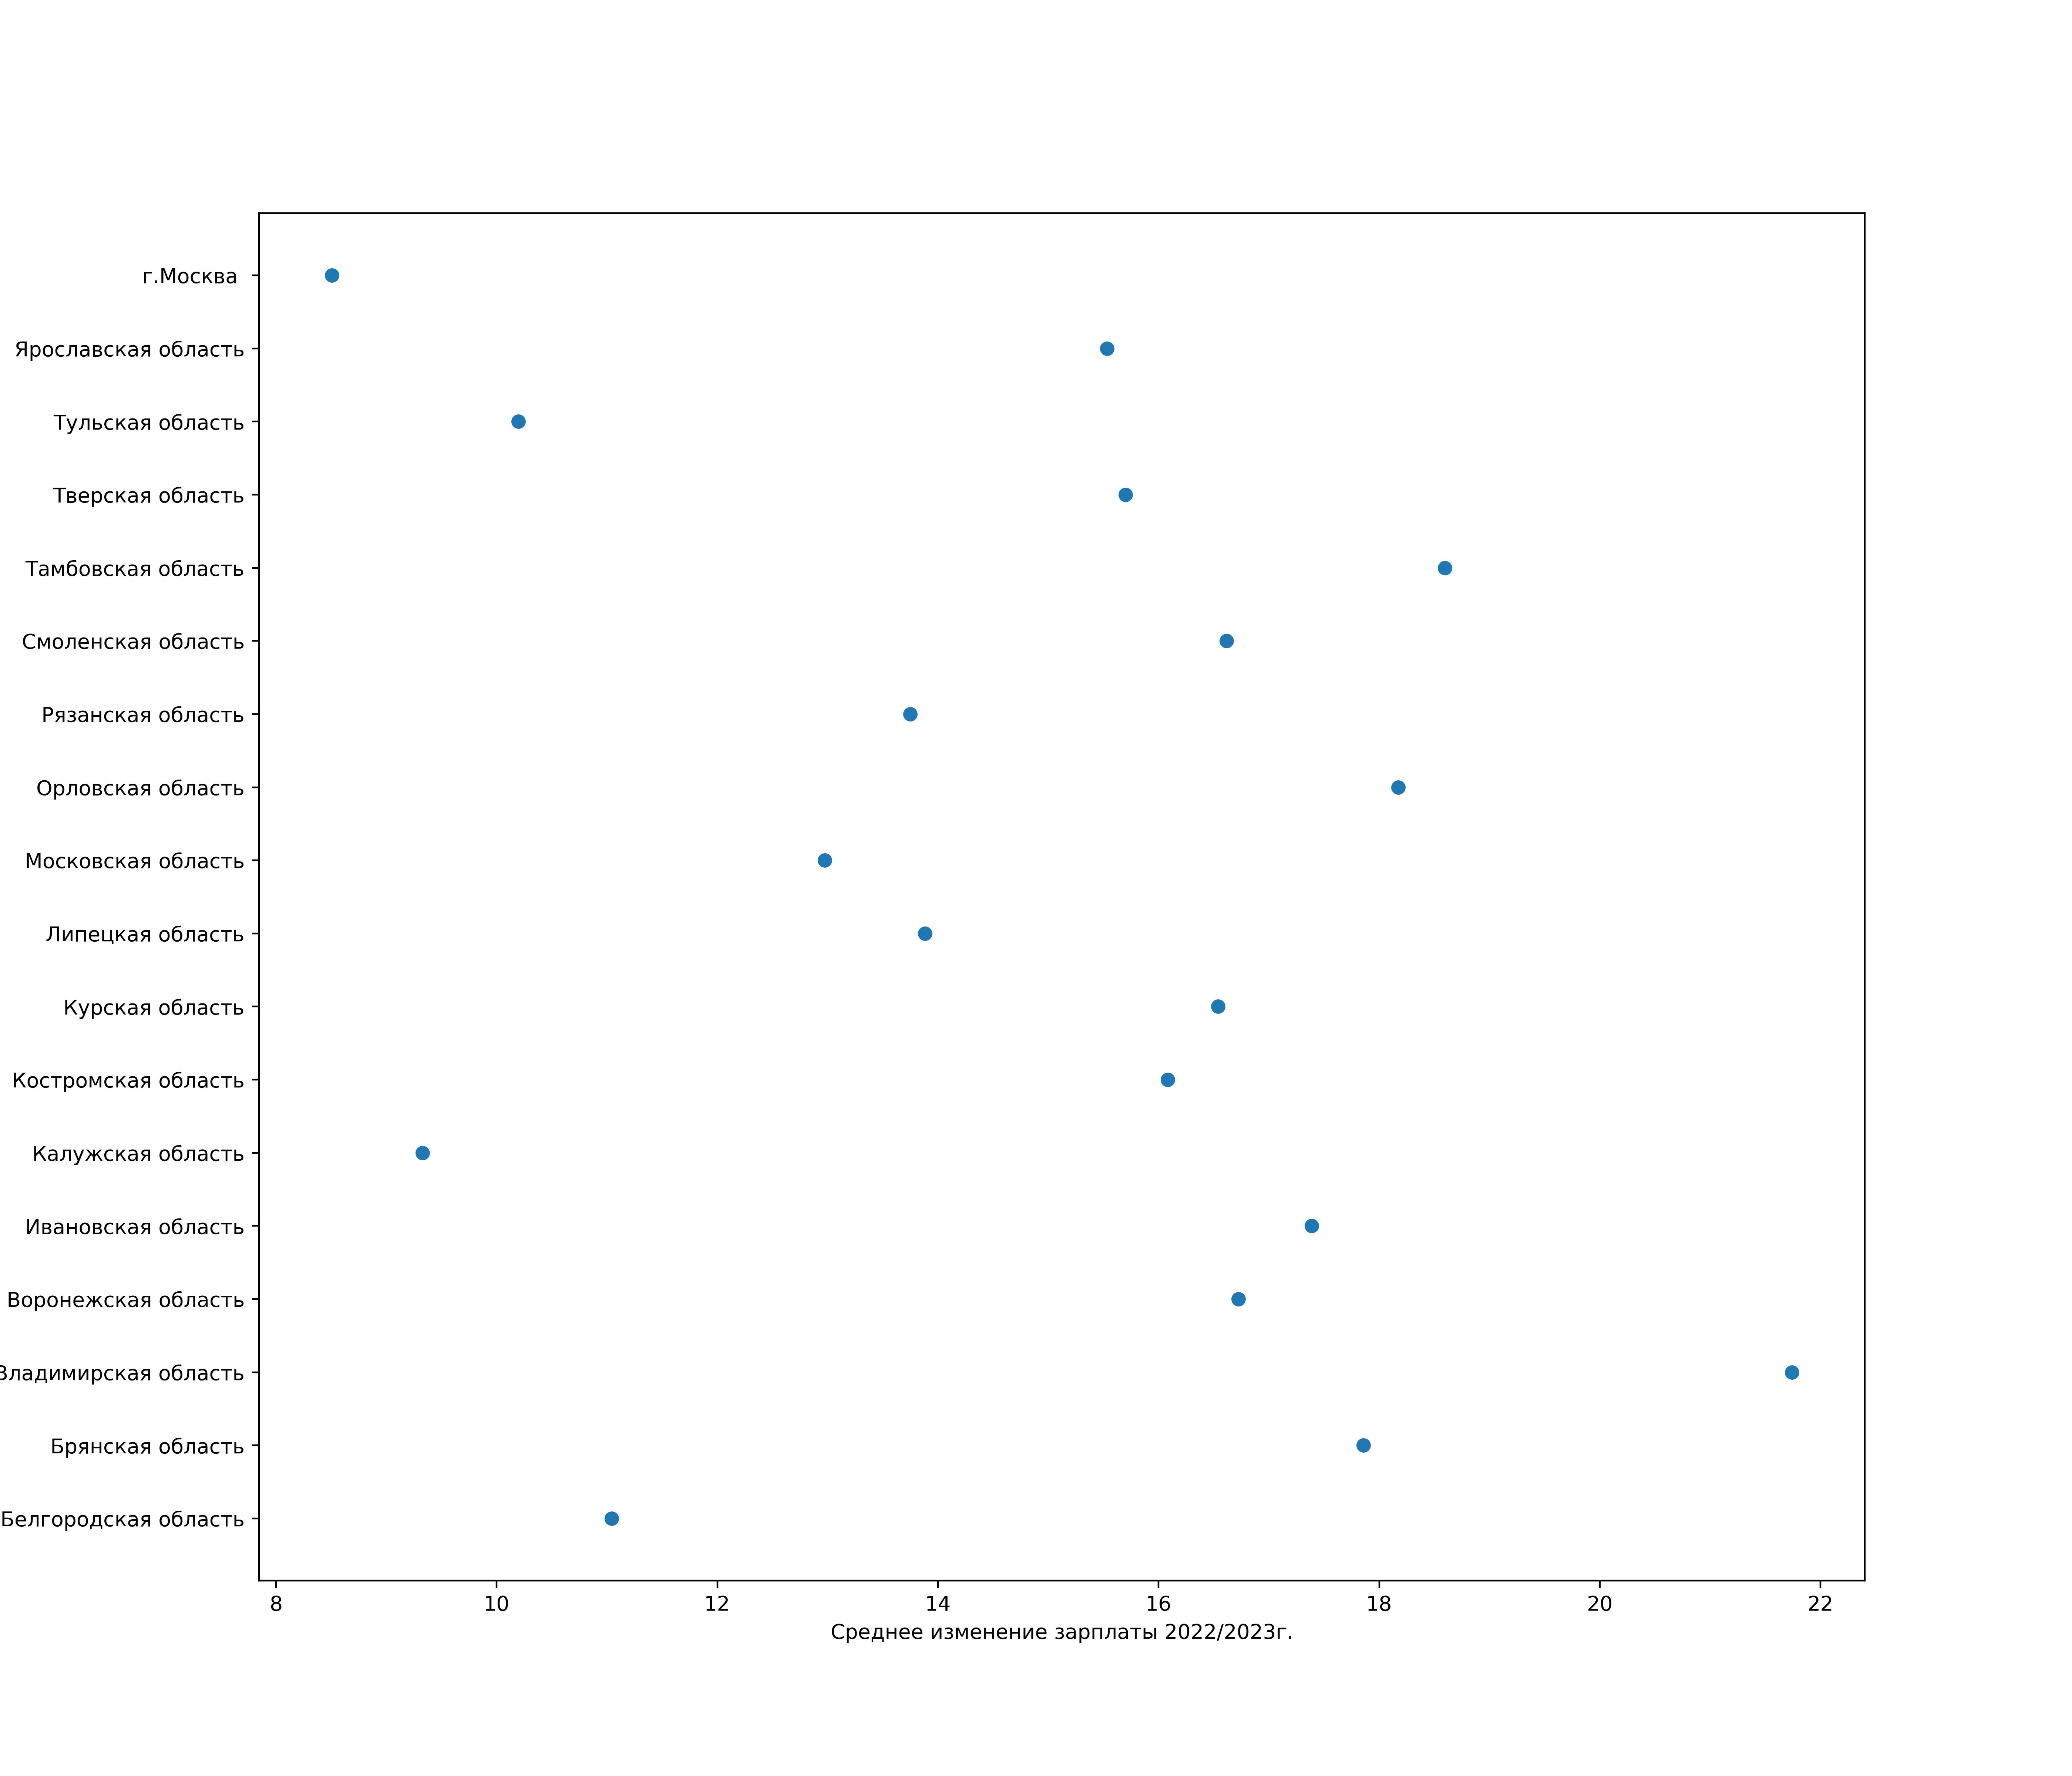 г.Москва
Ярославская область
Тульская область
Тверская область
Тамбовская область
Смоленская область
Рязанская область
Орловская область
Московская область
Липецкая область
Курская область
Костромская область
Калужская область
Ивановская область
Воронежская область
Владимирская область
Брянская область
Белгородская область
8 10 12 14 16 18 20 22
Среднее изменение зарплаты 2022/2023г.